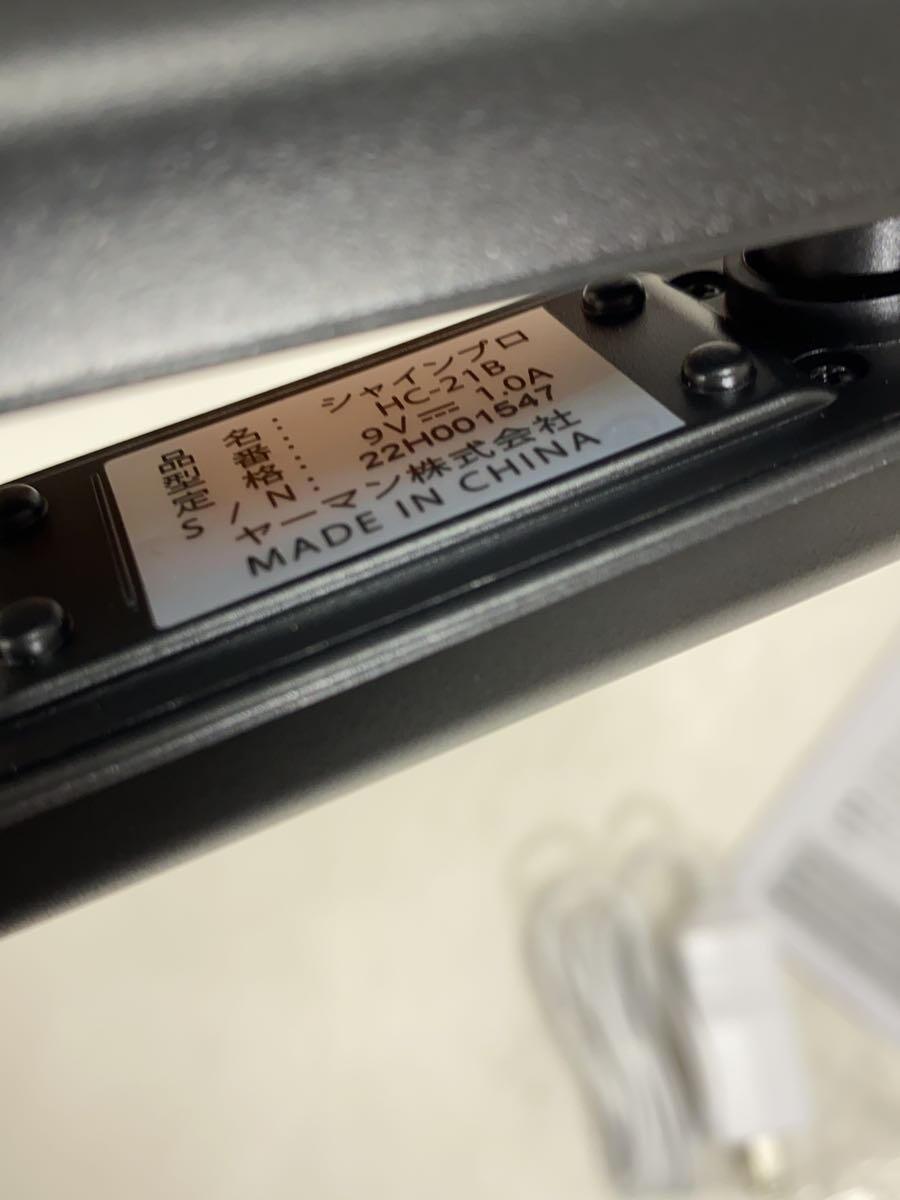 品名: シャインプロ
型番: HC-21B
定格: 9V⎓1.0A
S/N: 22H001547
ヤーマン株式会社
MADE IN CHINA